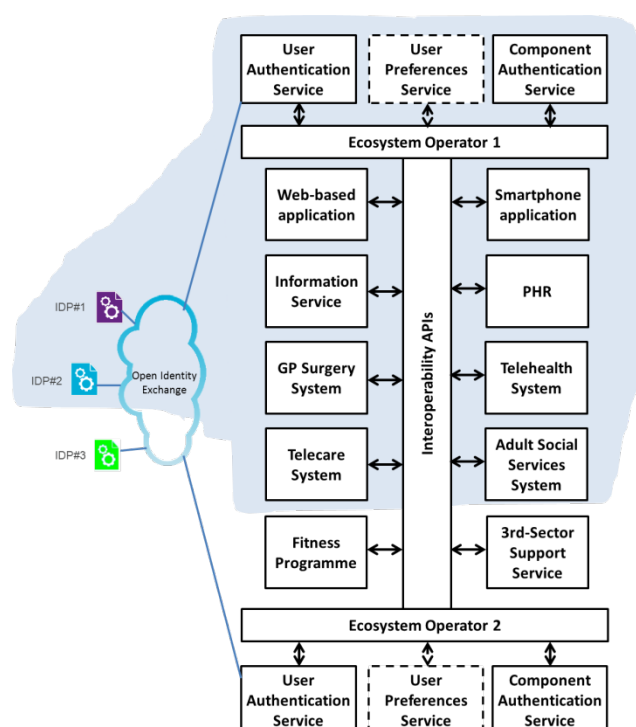 User
Authentication
Service
User
Preferences
Service
Component
Authentication
Service
Ecosystem Operator 1
Web-based
application
Smartphone
application
Information
Service
PHR
IDP#1
Open Identity
Exchange
IDP#2
GP Surgery
System
Interoperability APIs
Telehealth
System
IDP#3
Telecare
System
Adult Social
Services
System
Fitness
Programme
3rd-Sector
Support
Service
Ecosystem Operator 2
User
Authentication
Service
User
Preferences
Service
Component
Authentication
Service